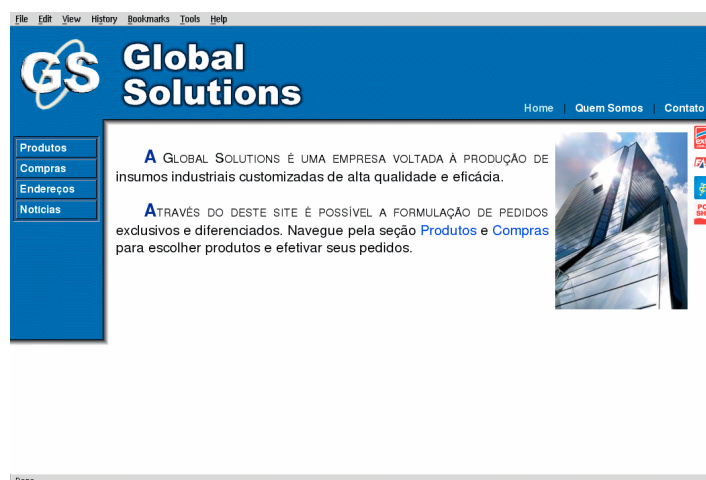 File Edit View History Bookmarks Tools Help
GS
Global
Solutions
Home | Quem Somos | Contato
Produtos
Compras
Endereços
Notícias
A GLOBAL SOLUTIONS É UMA EMPRESA VOLTADA À PRODUÇÃO DE
insumos industriais customizadas de alta qualidade e eficácia.
ATRAVÉS DO DESTE SITE É POSSÍVEL A FORMULAÇÃO DE PEDIDOS
exclusivos e diferenciados. Navegue pela seção Produtos e Compras
para escolher produtos e efetivar seus pedidos.